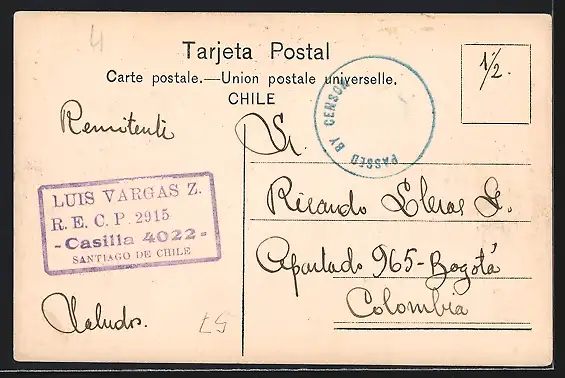 4
Tarjeta Postal
Carte postale.—Union postale universelle.
CHILE
1/2.
PASSED BY CENSOR
Remitente
LUIS VARGAS Z.
R. E. C. P. 2915
- Casilla 4022 -
SANTIAGO DE CHILE
Saludos.
Sr.
Ricardo Lleras G.
Apartado 965-Bogotá
Colombia